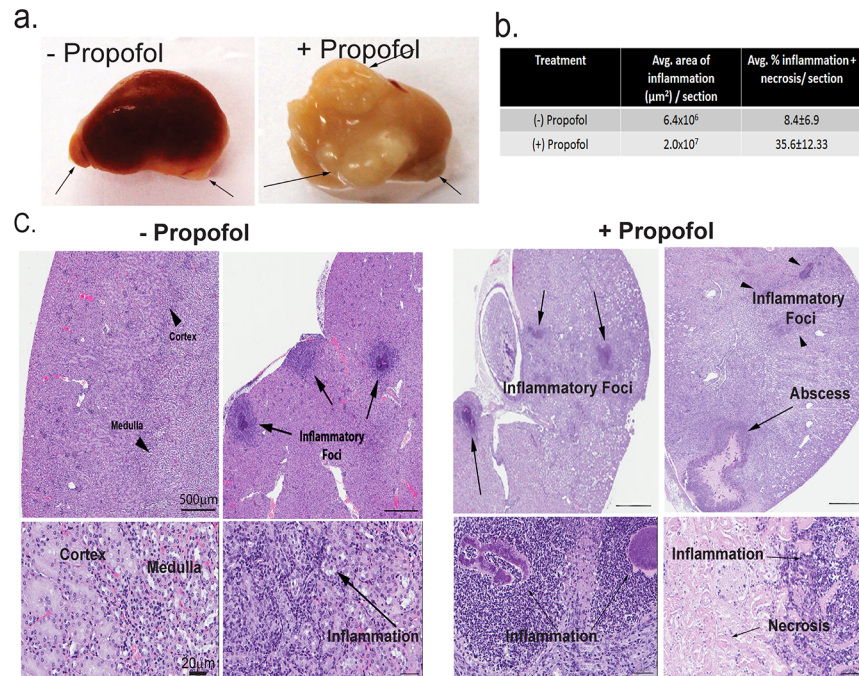 a.
- Propofol
+ Propofol
b.
Treatment
Avg. area of
inflammation
(μm²) / section
Avg. % inflammation +
necrosis/ section
(-) Propofol
6.4x10⁶
8.4±6.9
(+) Propofol
2.0x10⁷
35.6±12.33
C.
- Propofol
+ Propofol
Cortex
Medulla
500μm
Inflammatory
Foci
Inflammatory Foci
Inflammatory
Foci
Abscess
Cortex
Medulla
20μm
Inflammation
Inflammation
Inflammation
Necrosis